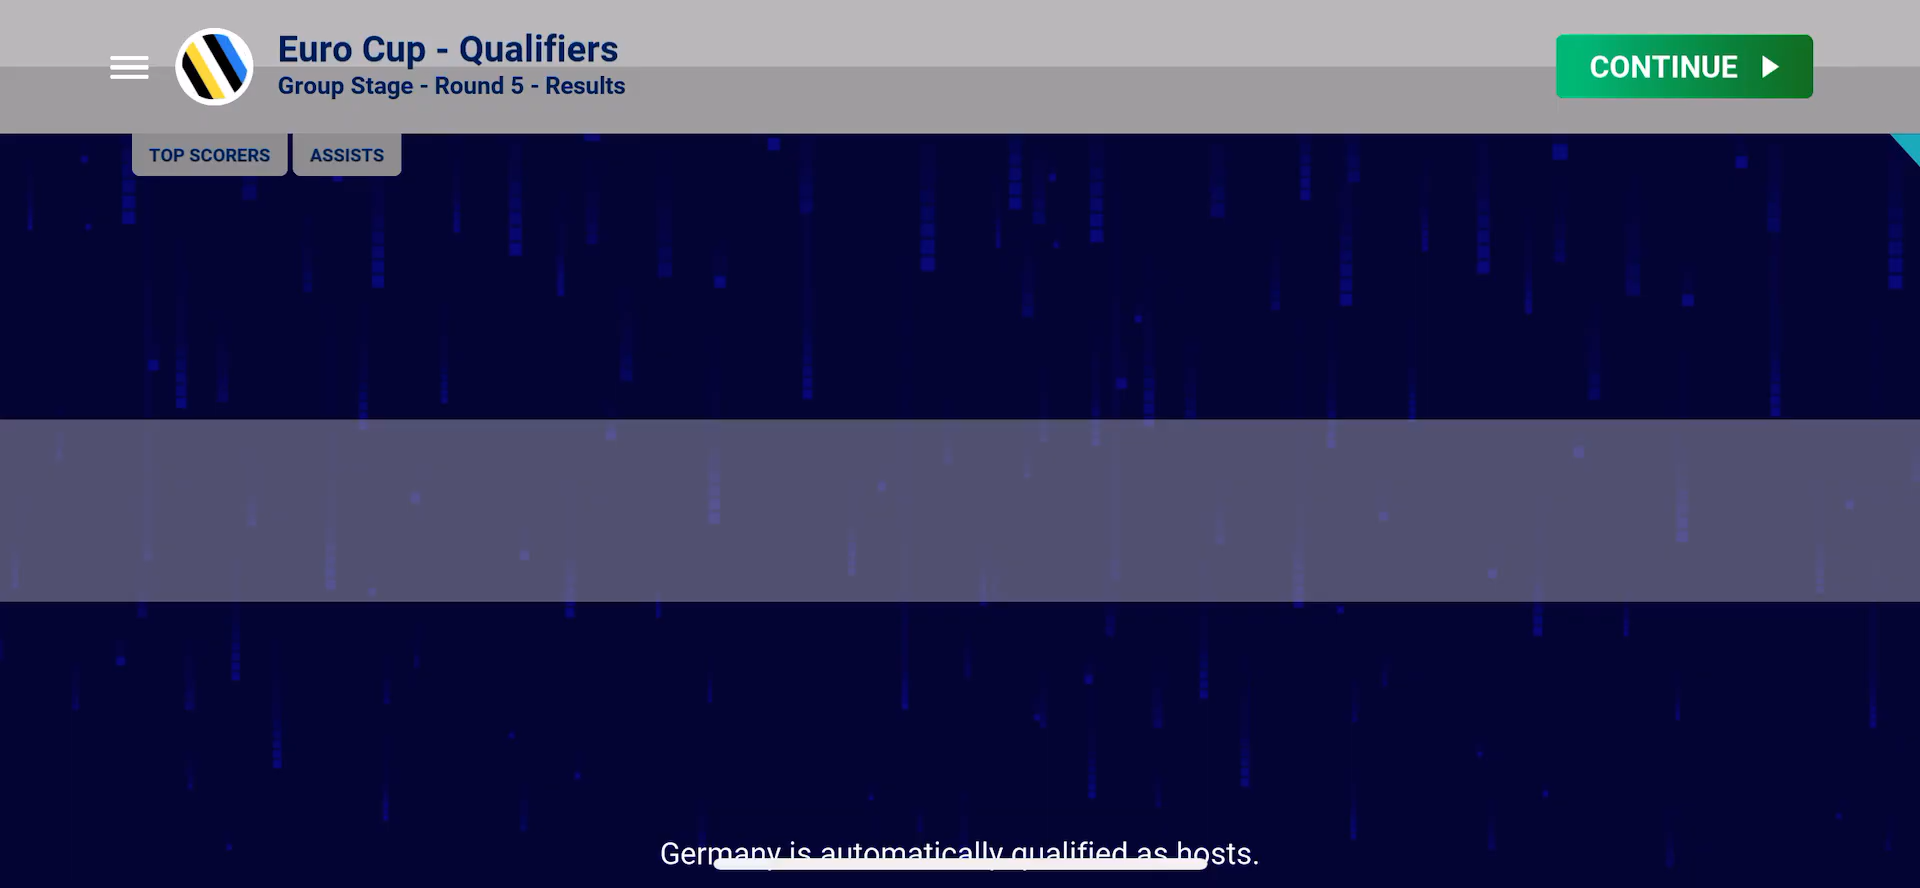 Euro Cup - Qualifiers
Group Stage - Round 5 - Results
CONTINUE
TOP SCORERS
ASSISTS
Germany is automatically qualified as hosts.